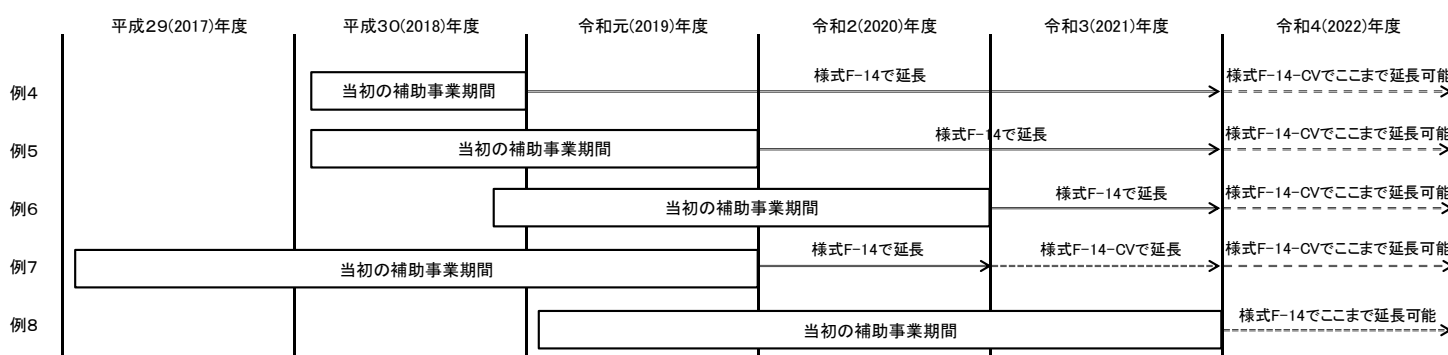 平成29(2017)年度 平成30(2018)年度 令和元(2019)年度 令和2(2020)年度 令和3(2021)年度 令和4(2022)年度
例4 当初の補助事業期間 様式F-14で延長 様式F-14-CVでここまで延長可能
例5 当初の補助事業期間 様式F-14で延長 様式F-14-CVでここまで延長可能
例6 当初の補助事業期間 様式F-14で延長 様式F-14-CVでここまで延長可能
例7 当初の補助事業期間 様式F-14で延長 様式F-14-CVで延長 様式F-14-CVでここまで延長可能
例8 当初の補助事業期間 様式F-14でここまで延長可能